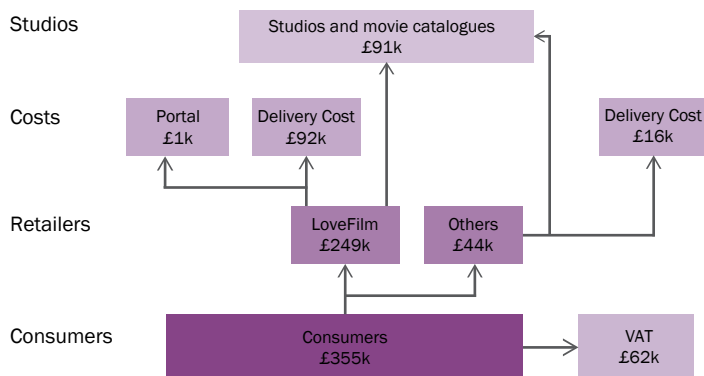 Studios
Studios and movie catalogues
£91k
Costs
Portal
£1k
Delivery Cost
£92k
Delivery Cost
£16k
Retailers
LoveFilm
£249k
Others
£44k
Consumers
Consumers
£355k
VAT
£62k